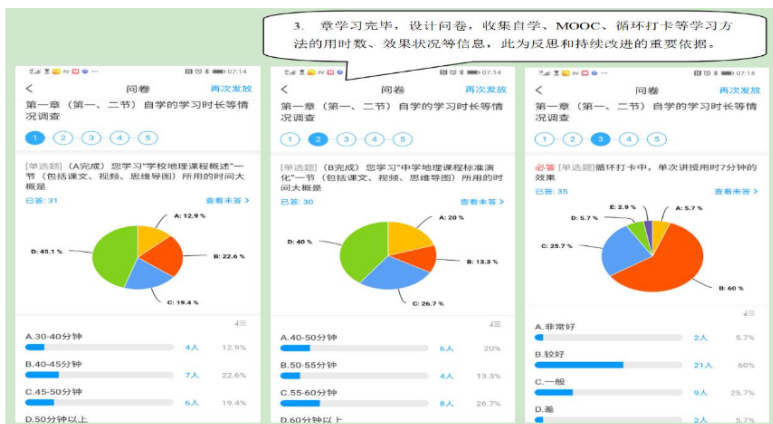 3. 章学习完毕，设计问卷，收集自学、MOOC、循环打卡等学习方
法的用时数、效果状况等信息，此为反思和持续改进的重要依据。
07:14
问卷
再次发放
第一章（第一、二节）自学的学习时长等情
况调查
1 2 3 4 5
[单选题]（A完成）您学习"学校地理课程概述"一
节（包括课文、视频、思维导图）所用的时间大
概是
已答: 31
查看未答
A: 12.9 %
D: 45.1 %
B: 22.6 %
C: 19.4 %
A.30-40分钟
4人 12.9%
B.40-45分钟
7人 22.6%
C.45-50分钟
6人 19.4%
D.50分钟以上
07:14
问卷
再次发放
第一章（第一、二节）自学的学习时长等情
况调查
1 2 3 4 5
[单选题]（B完成）您学习"中学地理课程标准演
化"一节（包括课文、视频、思维导图）所用的时
间大概是
已答: 30
查看未答
A: 20 %
D: 40 %
B: 13.3 %
C: 26.7 %
A.40-50分钟
6人 20%
B.50-55分钟
4人 13.3%
C.55-60分钟
8人 26.7%
D.60分钟以上
07:15
问卷
再次发放
第一章（第一、二节）自学的学习时长等情
况调查
1 2 3 4 5
必答 [单选题]循环打卡中，单次讲授用时7分钟的
效果
已答: 35
查看未答
E: 2.9 %
A: 5.7 %
D: 5.7 %
C: 25.7 %
B: 60 %
A.非常好
2人 5.7%
B.较好
21人 60%
C.一般
9人 25.7%
D.差
2人 5.7%